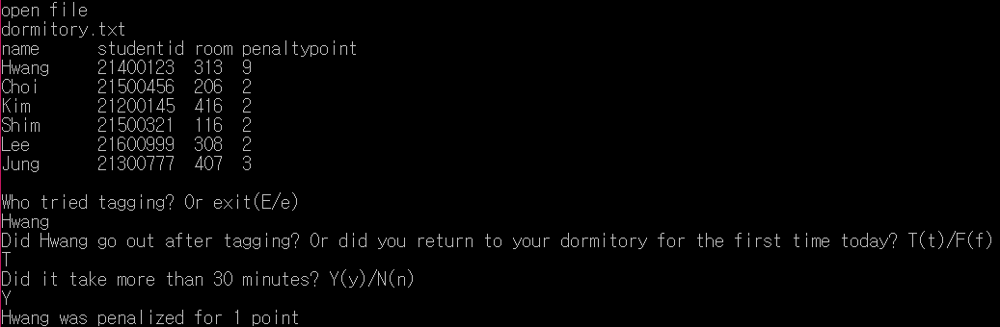 open file
dormitory.txt
name      studentid room penaltypoint
Hwang     21400123  313  9
Choi      21500456  206  2
Kim       21200145  416  2
Shim      21500321  116  2
Lee       21600999  308  2
Jung      21300777  407  3

Who tried tagging? Or exit(E/e)
Hwang
Did Hwang go out after tagging? Or did you return to your dormitory for the first time today? T(t)/F(f)
T
Did it take more than 30 minutes? Y(y)/N(n)
Y
Hwang was penalized for 1 point